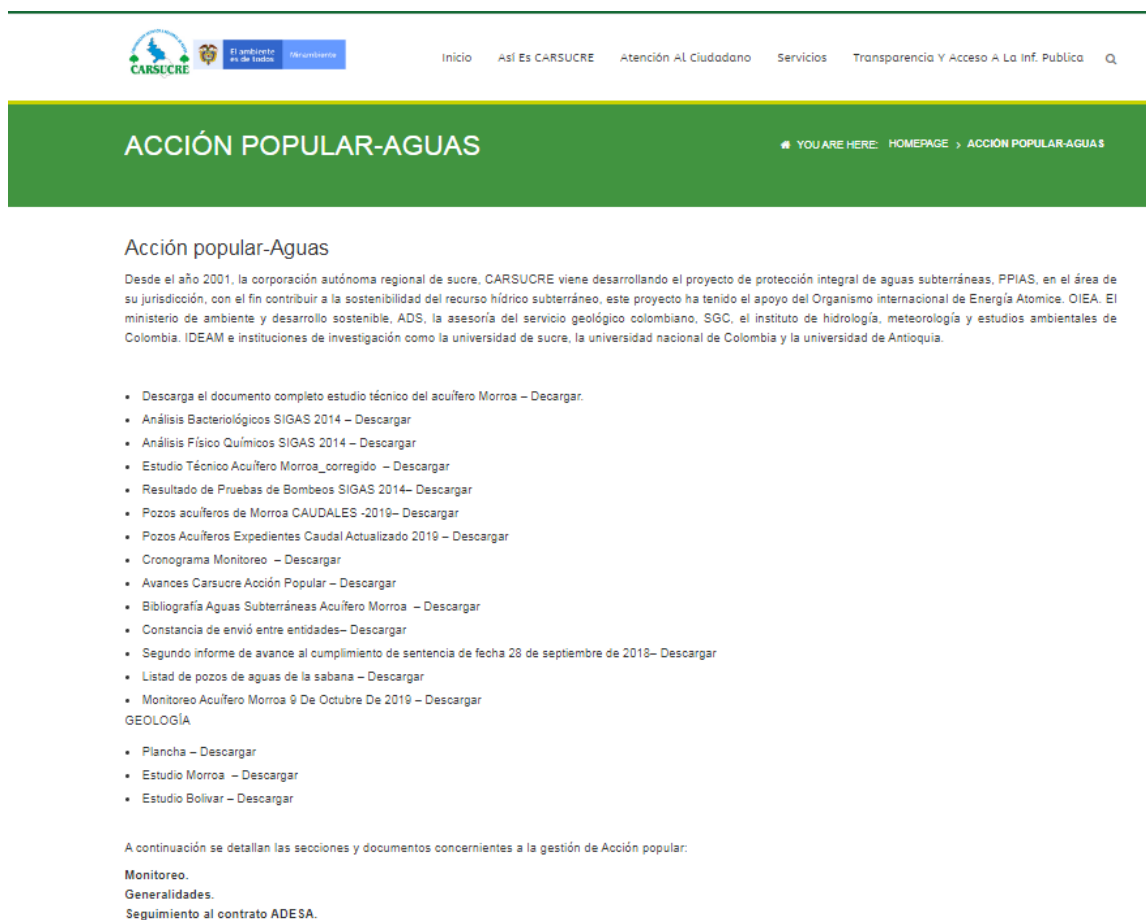 CARSUCRE
El ambiente
es de todos
Minambiente
Inicio Así Es CARSUCRE Atención Al Ciudadano Servicios Transparencia Y Acceso A La Inf. Publica
ACCIÓN POPULAR-AGUAS
YOU ARE HERE: HOMEPAGE > ACCIÓN POPULAR-AGUAS
Acción popular-Aguas
Desde el año 2001, la corporación autónoma regional de sucre, CARSUCRE viene desarrollando el proyecto de protección integral de aguas subterráneas, PPIAS, en el área de
su jurisdicción, con el fin contribuir a la sostenibilidad del recurso hídrico subterráneo, este proyecto ha tenido el apoyo del Organismo internacional de Energía Atomice. OIEA. El
ministerio de ambiente y desarrollo sostenible, ADS, la asesoría del servicio geológico colombiano, SGC, el instituto de hidrología, meteorología y estudios ambientales de
Colombia. IDEAM e instituciones de investigación como la universidad de sucre, la universidad nacional de Colombia y la universidad de Antioquia.
• Descarga el documento completo estudio técnico del acuífero Morroa – Decargar.
• Análisis Bacteriológicos SIGAS 2014 – Descargar
• Análisis Físico Químicos SIGAS 2014 – Descargar
• Estudio Técnico Acuífero Morroa_corregido – Descargar
• Resultado de Pruebas de Bombeos SIGAS 2014– Descargar
• Pozos acuíferos de Morroa CAUDALES -2019– Descargar
• Pozos Acuíferos Expedientes Caudal Actualizado 2019 – Descargar
• Cronograma Monitoreo – Descargar
• Avances Carsucre Acción Popular – Descargar
• Bibliografía Aguas Subterráneas Acuífero Morroa – Descargar
• Constancia de envió entre entidades– Descargar
• Segundo informe de avance al cumplimiento de sentencia de fecha 28 de septiembre de 2018– Descargar
• Listad de pozos de aguas de la sabana – Descargar
• Monitoreo Acuífero Morroa 9 De Octubre De 2019 – Descargar
GEOLOGÍA
• Plancha – Descargar
• Estudio Morroa – Descargar
• Estudio Bolivar – Descargar
A continuación se detallan las secciones y documentos concernientes a la gestión de Acción popular:
Monitoreo.
Generalidades.
Seguimiento al contrato ADESA.